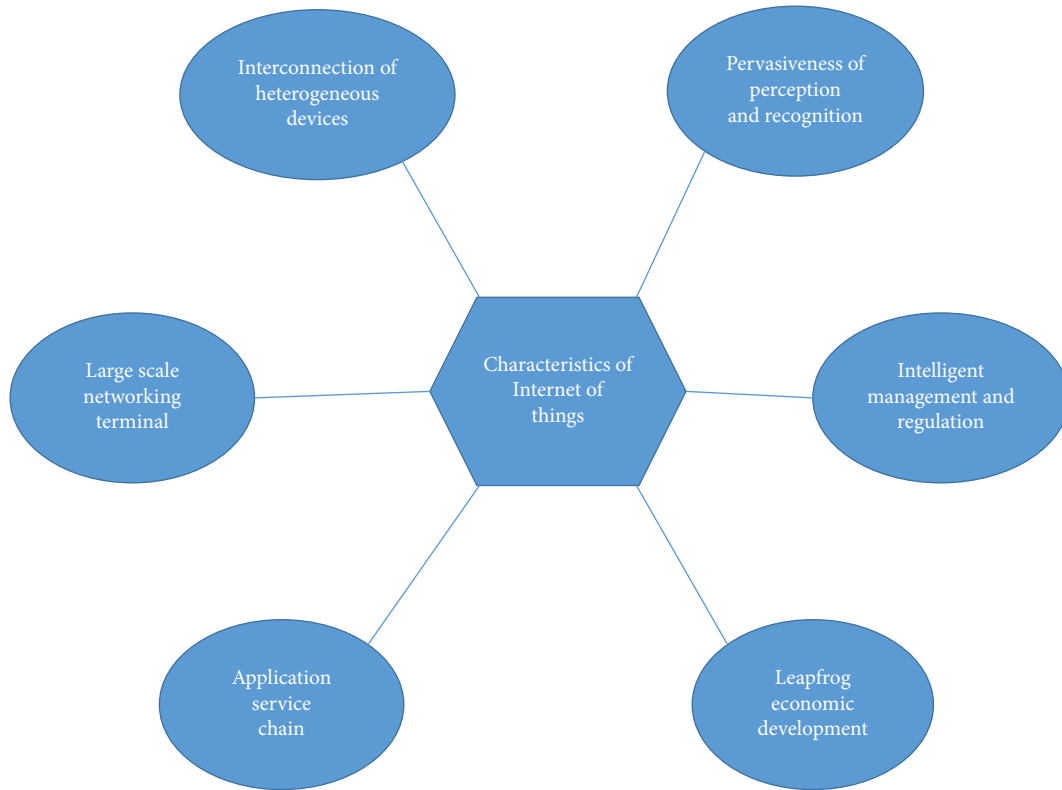 Interconnection of
heterogeneous
devices
Pervasiveness of
perception
and recognition
Large scale
networking
terminal
Characteristics of
Internet of
things
Intelligent
management and
regulation
Application
service
chain
Leapfrog
economic
development